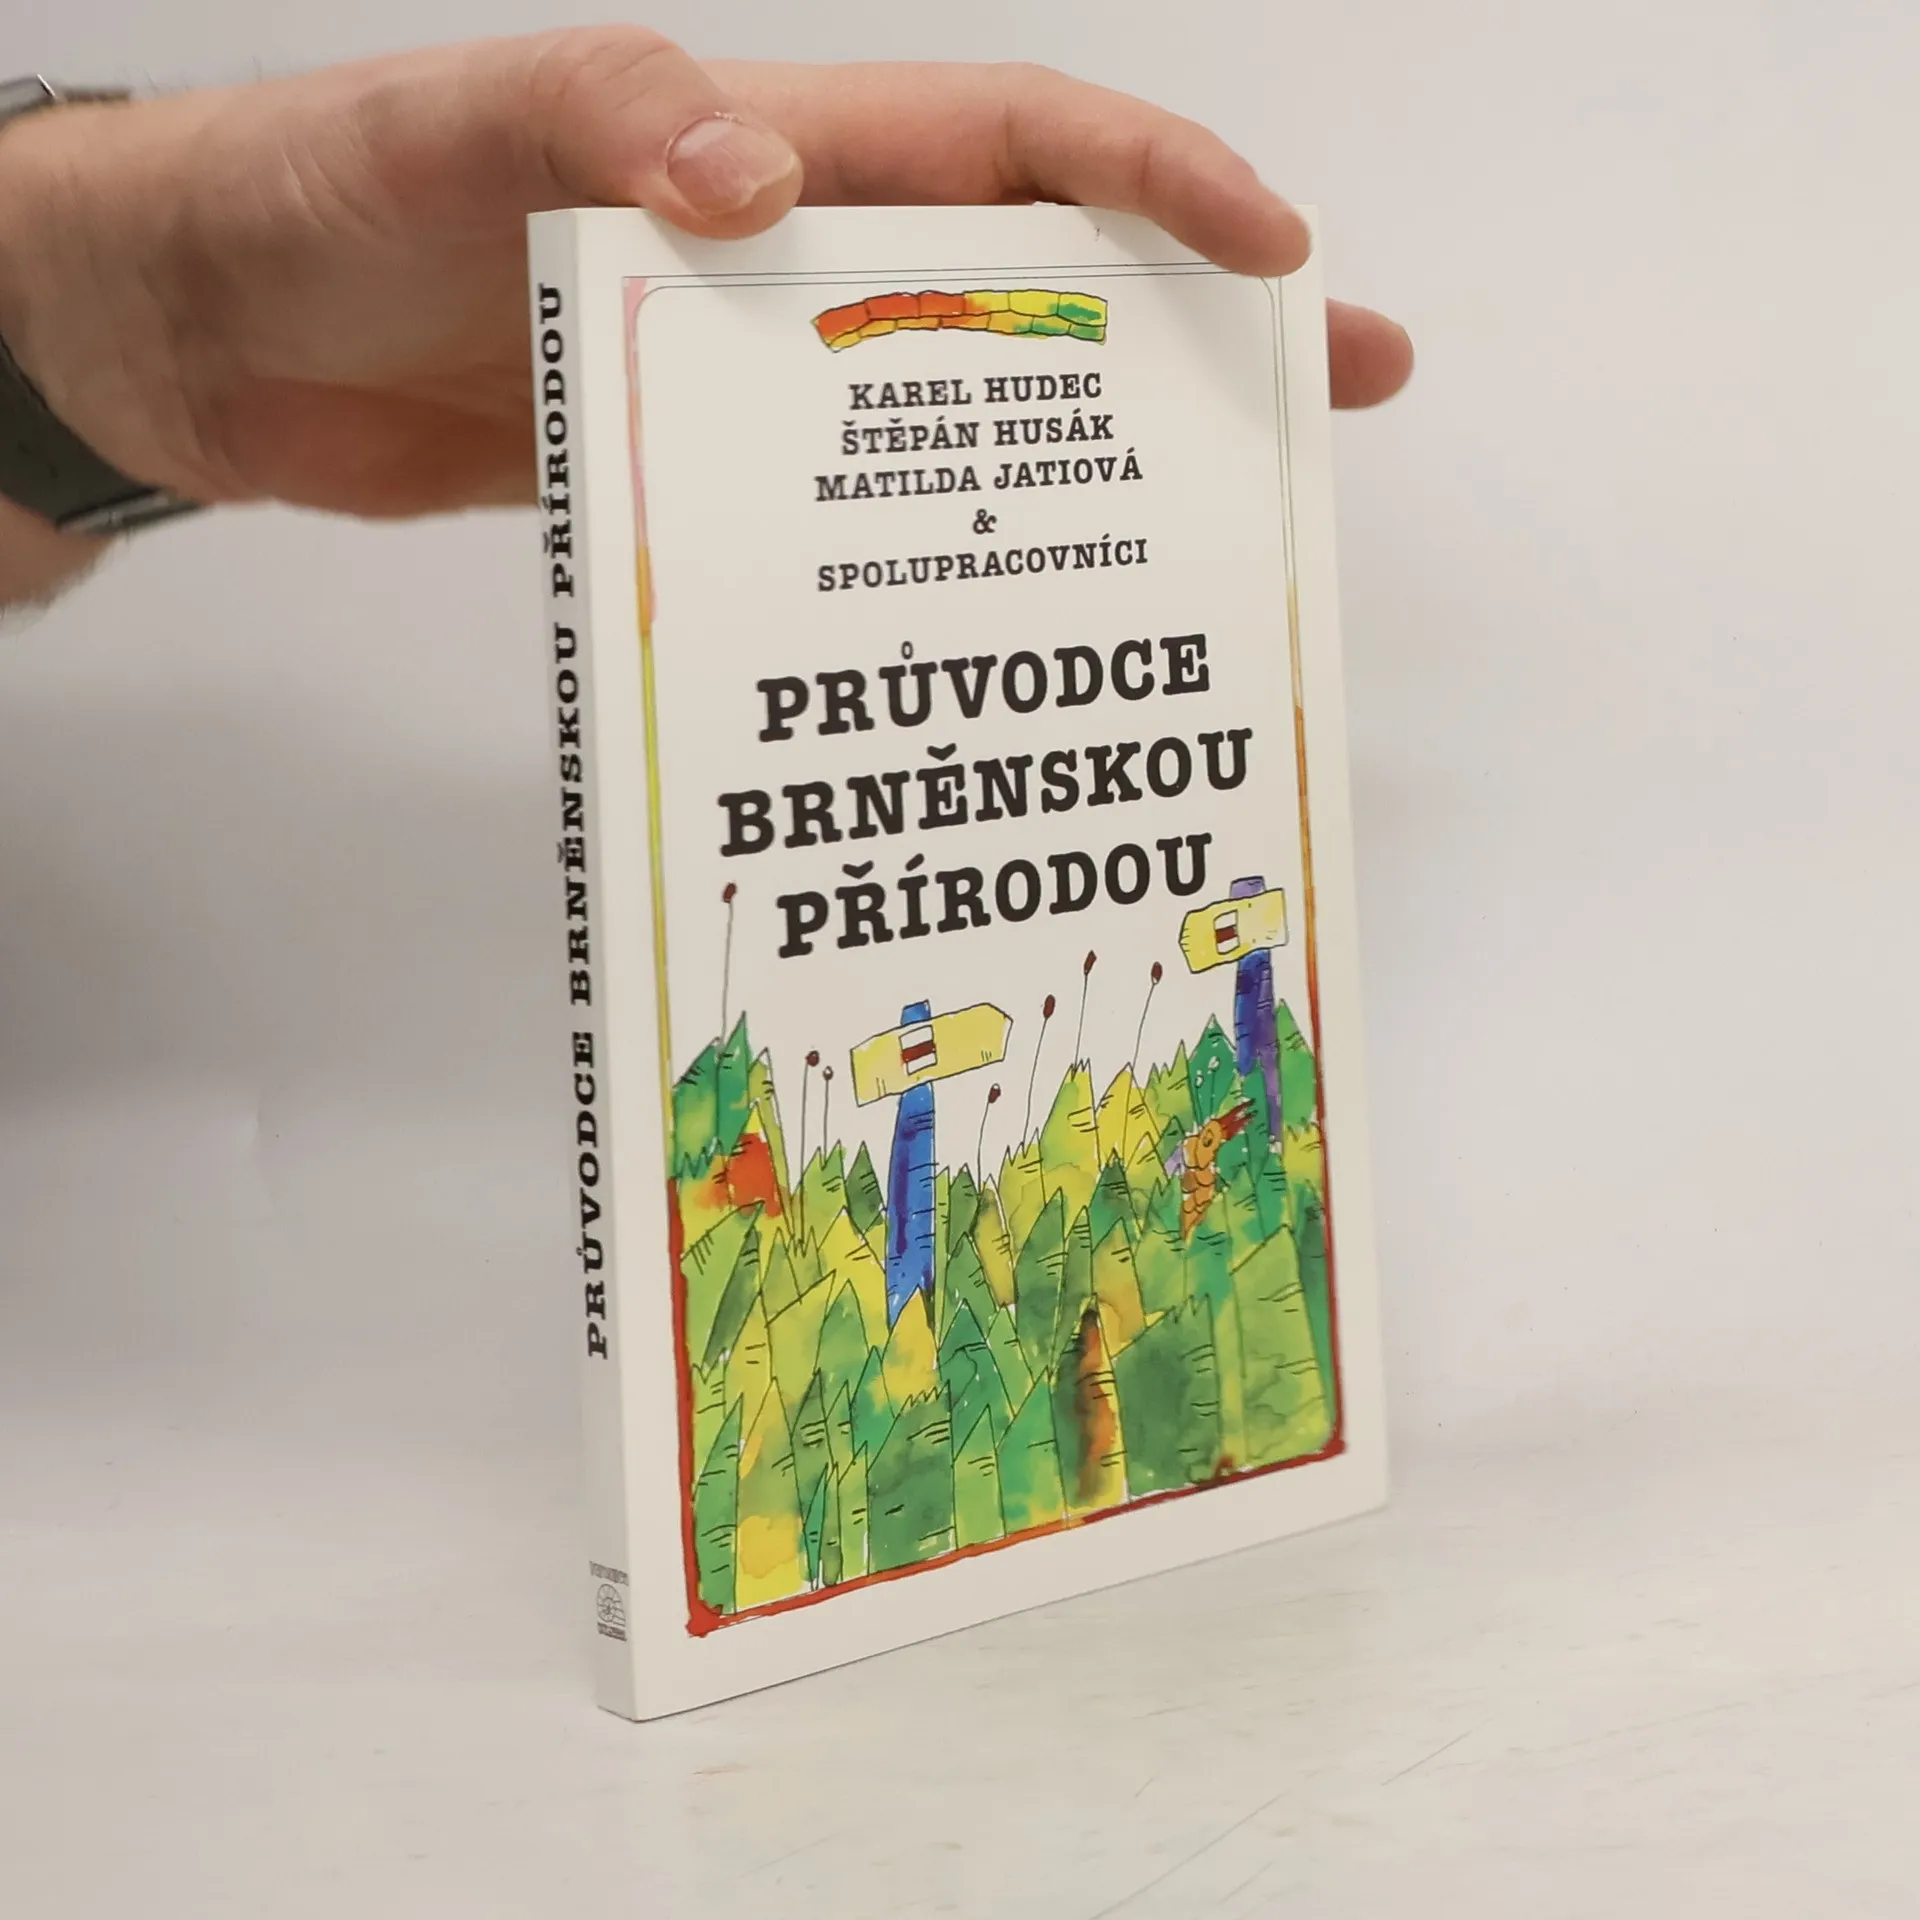 KAREL HUDEC
ŠTĚPÁN HUSÁK
MATILDA JATIOVÁ
&
SPOLUPRACOVNÍCI
PRŮVODCE
BRNĚNSKOU
PŘÍRODOU
PRŮVODCE BRNĚNSKOU PŘÍRODOU